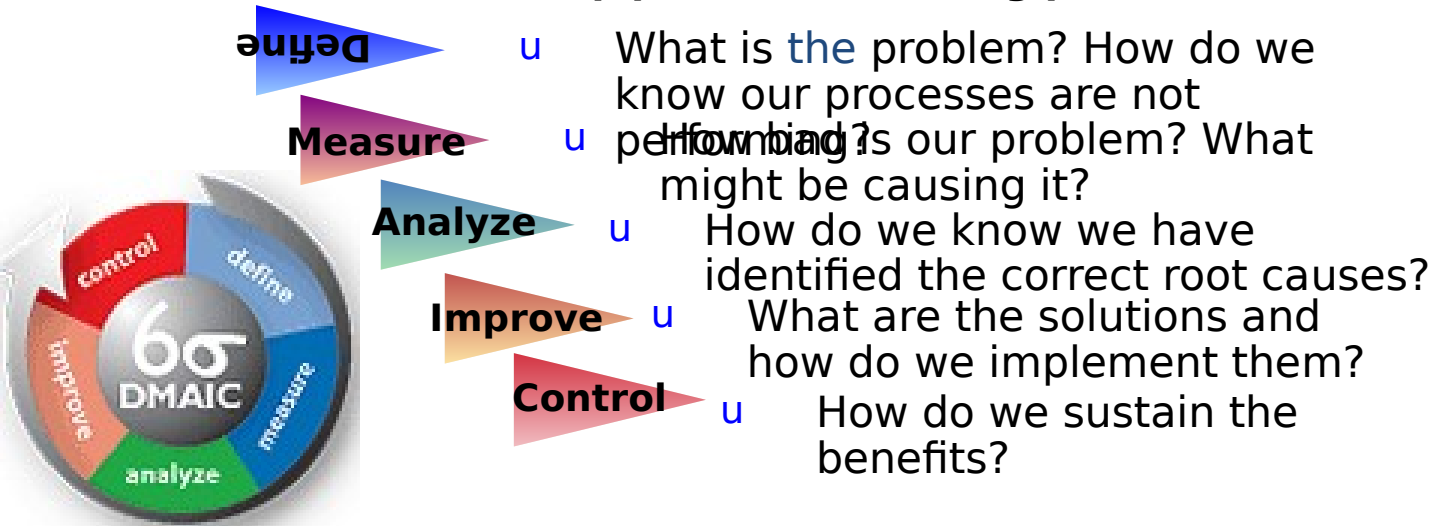 Define
u What is the problem? How do we
know our processes are not
performing?
Measure
u How bad is our problem? What
might be causing it?
Analyze
u How do we know we have
identified the correct root causes?
Improve
u What are the solutions and
how do we implement them?
Control
u How do we sustain the
benefits?
control
define
improve
6σ
DMAIC
measure
analyze